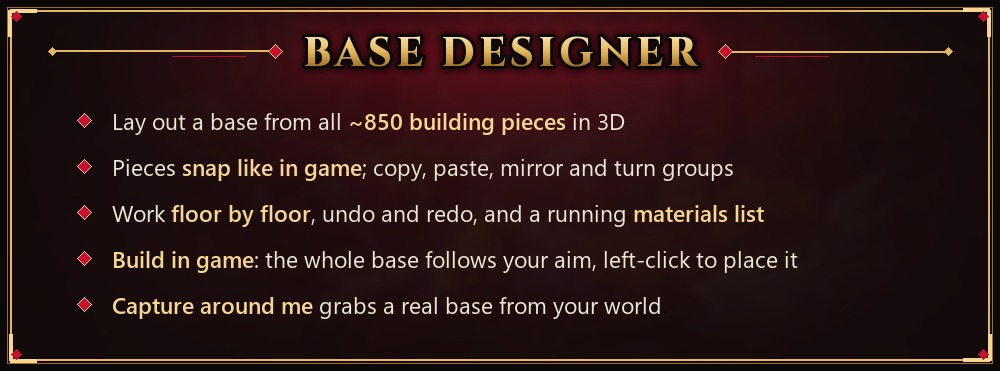 BASE DESIGNER
Lay out a base from all ~850 building pieces in 3D
Pieces snap like in game; copy, paste, mirror and turn groups
Work floor by floor, undo and redo, and a running materials list
Build in game: the whole base follows your aim, left-click to place it
Capture around me grabs a real base from your world